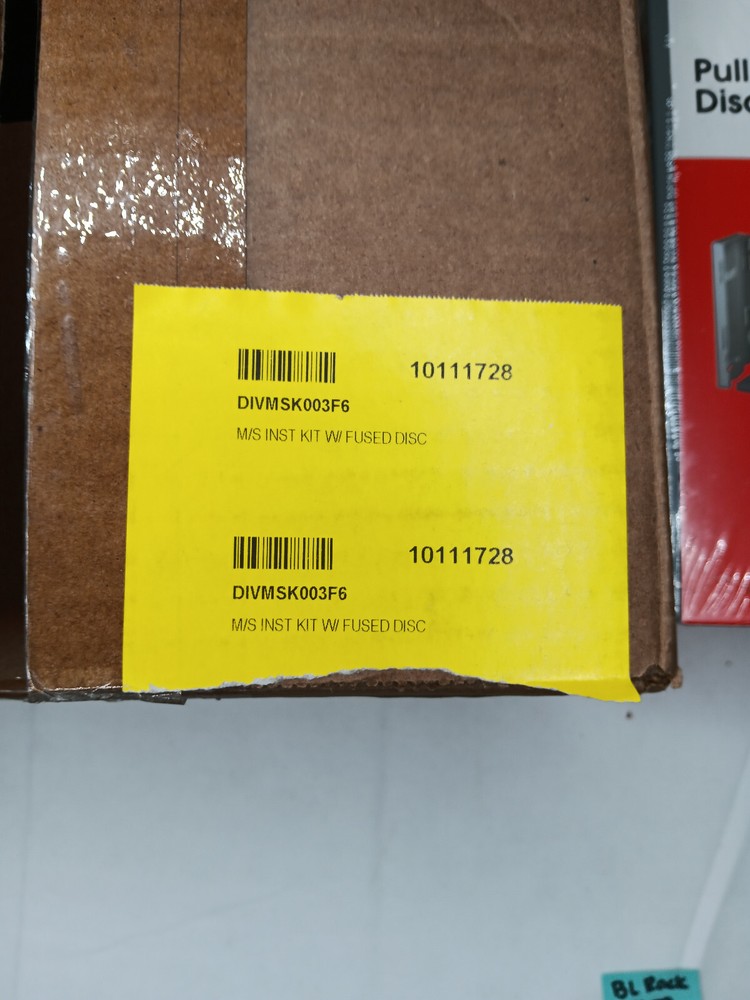 Pull
Disc
10111728
DIVMSK003F6
M/S INST KIT W/ FUSED DISC
10111728
DIVMSK003F6
M/S INST KIT W/ FUSED DISC
BL Rack